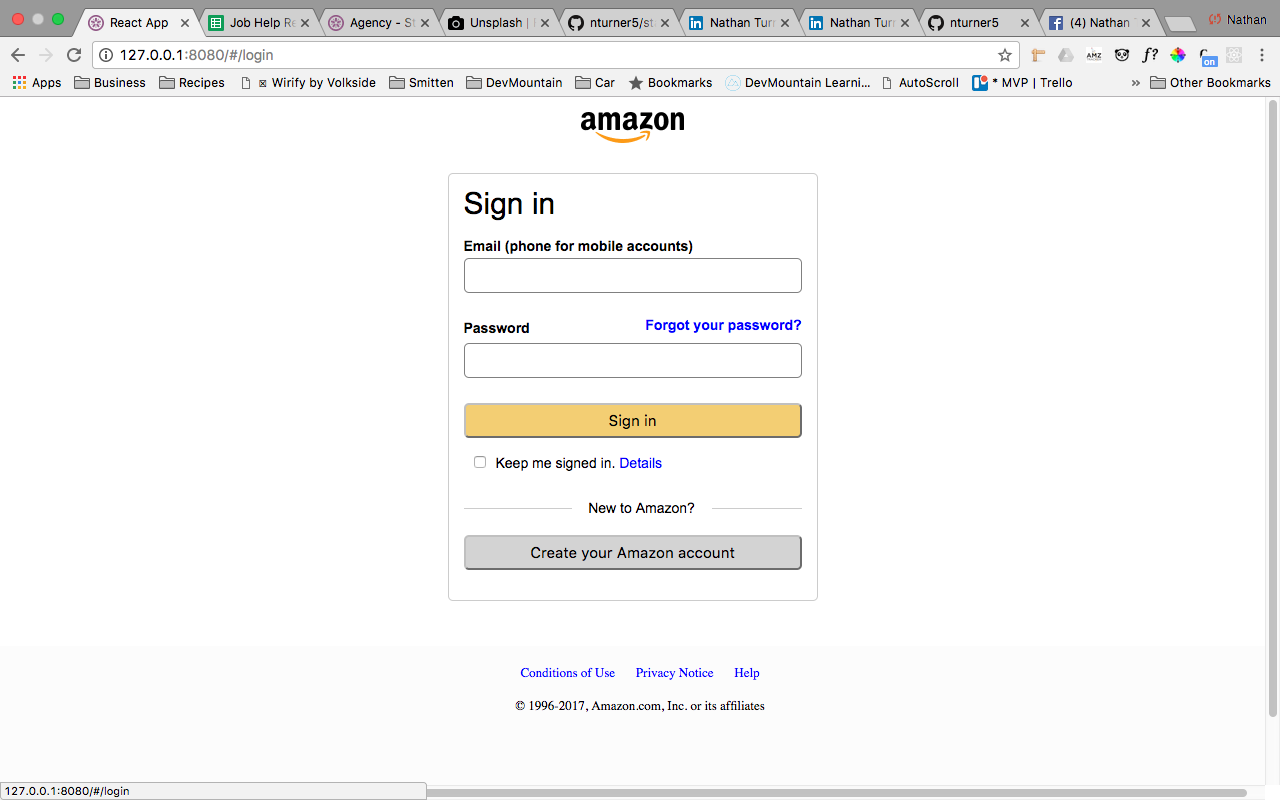 React App
Job Help Re
Agency - St
Unsplash |
nturner5/st
Nathan Turn
Nathan Turn
nturner5
(4) Nathan
Nathan
127.0.0.1:8080/#/login
AMZ
f?
on
Apps
Business
Recipes
Wirify by Volkside
Smitten
DevMountain
Car
Bookmarks
DevMountain Learni...
AutoScroll
* MVP | Trello
»
Other Bookmarks
amazon
Sign in
Email (phone for mobile accounts)
Password
Forgot your password?
Sign in
Keep me signed in. Details
New to Amazon?
Create your Amazon account
Conditions of Use
Privacy Notice
Help
© 1996-2017, Amazon.com, Inc. or its affiliates
127.0.0.1:8080/#/login